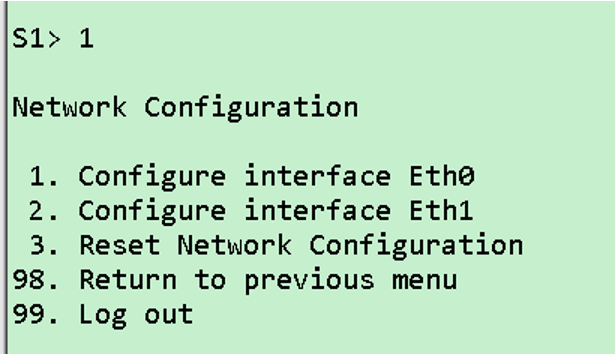 S1> 1
Network Configuration
1. Configure interface Eth0
2. Configure interface Eth1
3. Reset Network Configuration
98. Return to previous menu
99. Log out